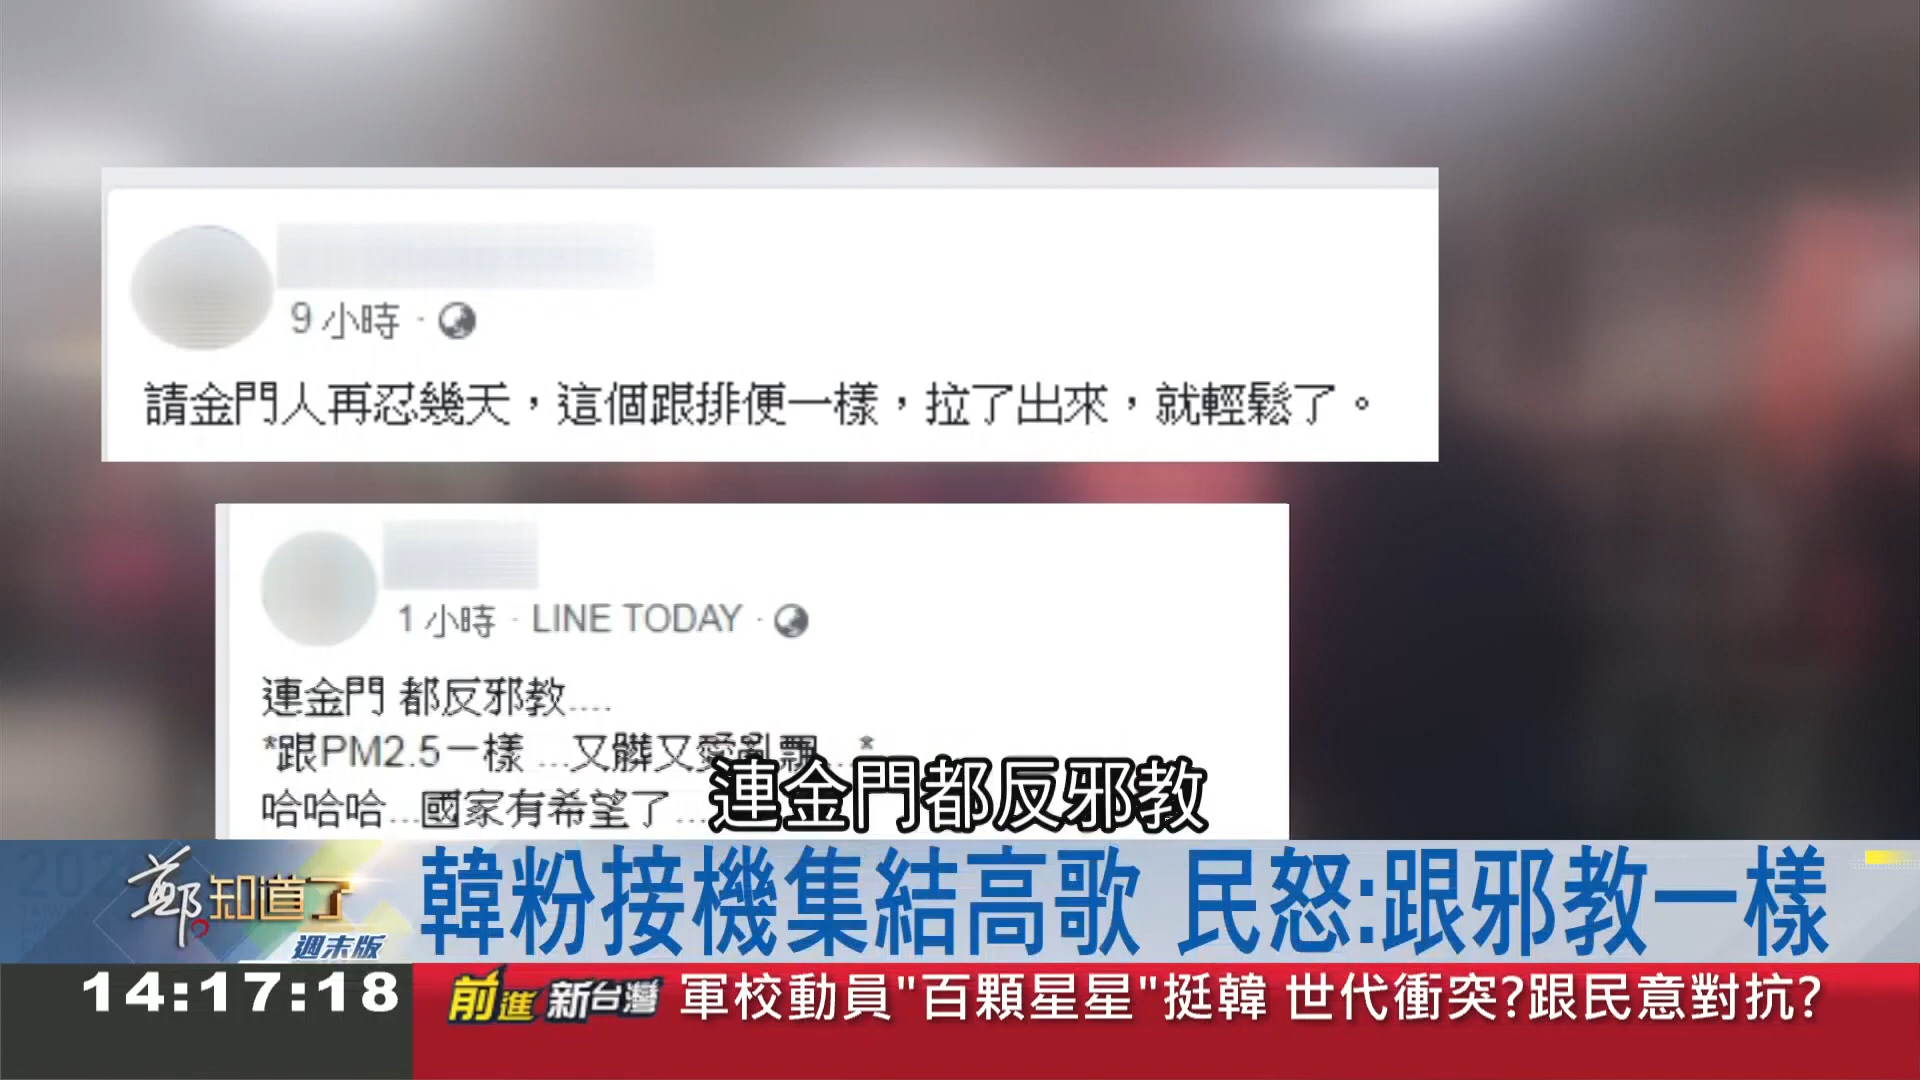 9 小時
請金門人再忍幾天，這個跟排便一樣，拉了出來，就輕鬆了。
1 小時 · LINE TODAY ·
連金門 都反邪教....
*跟PM2.5一樣 ...又髒又愛亂飄...*
哈哈哈...國家有希望了...
連金門都反邪教
鄭知道了
週末版
韓粉接機集結高歌 民怒:跟邪教一樣
14:17:18
前進新台灣
軍校動員"百顆星星"挺韓 世代衝突?跟民意對抗?